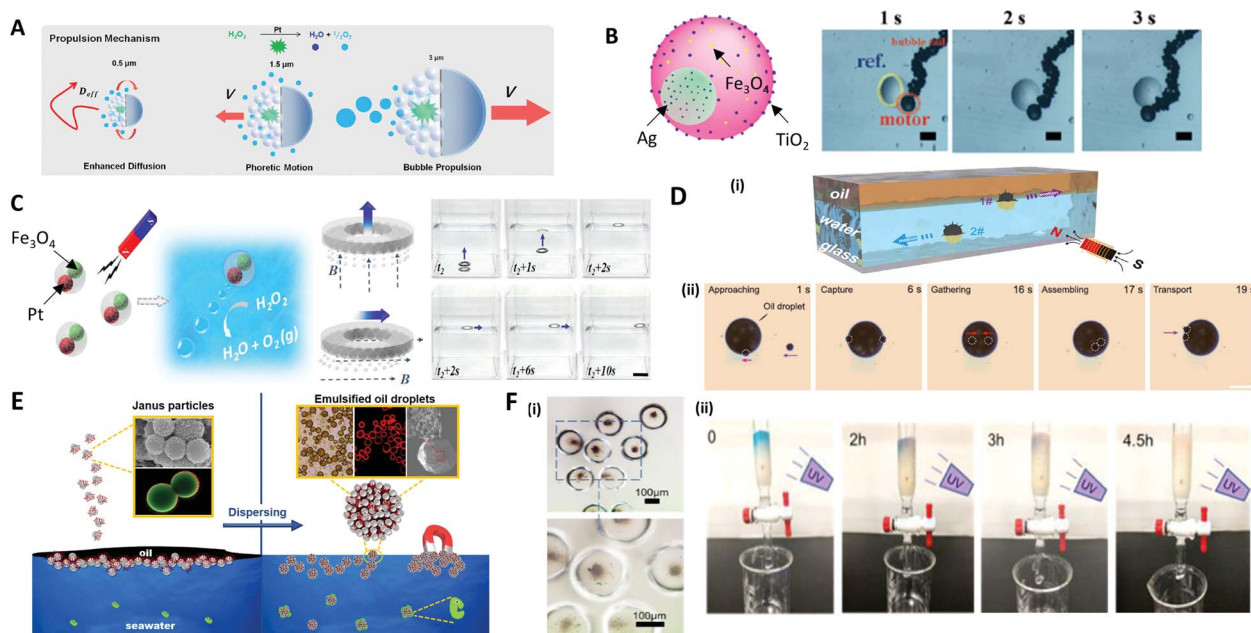 A
Propulsion Mechanism
H₂O₂ Pt H₂O + ¹/₂O₂
0.5 μm
1.5 μm
3 μm
D_eff
V
V
Enhanced Diffusion
Phoretic Motion
Bubble Propulsion
B
Fe₃O₄
Ag
TiO₂
1 s
2 s
3 s
bubble tail
ref.
motor
C
Fe₃O₄
Pt
S
H₂O₂
H₂O + O₂(g)
B
B
t₂
t₂+1s
t₂+2s
t₂+2s
t₂+6s
t₂+10s
D
(i)
oil
water
glass
1#
2#
N
S
(ii)
Approaching 1 s
Capture 6 s
Gathering 16 s
Assembling 17 s
Transport 19 s
Oil droplet
E
Janus particles
Emulsified oil droplets
Dispersing
oil
seawater
F
(i)
100μm
100μm
(ii)
0
2h
3h
4.5h
UV
UV
UV
UV